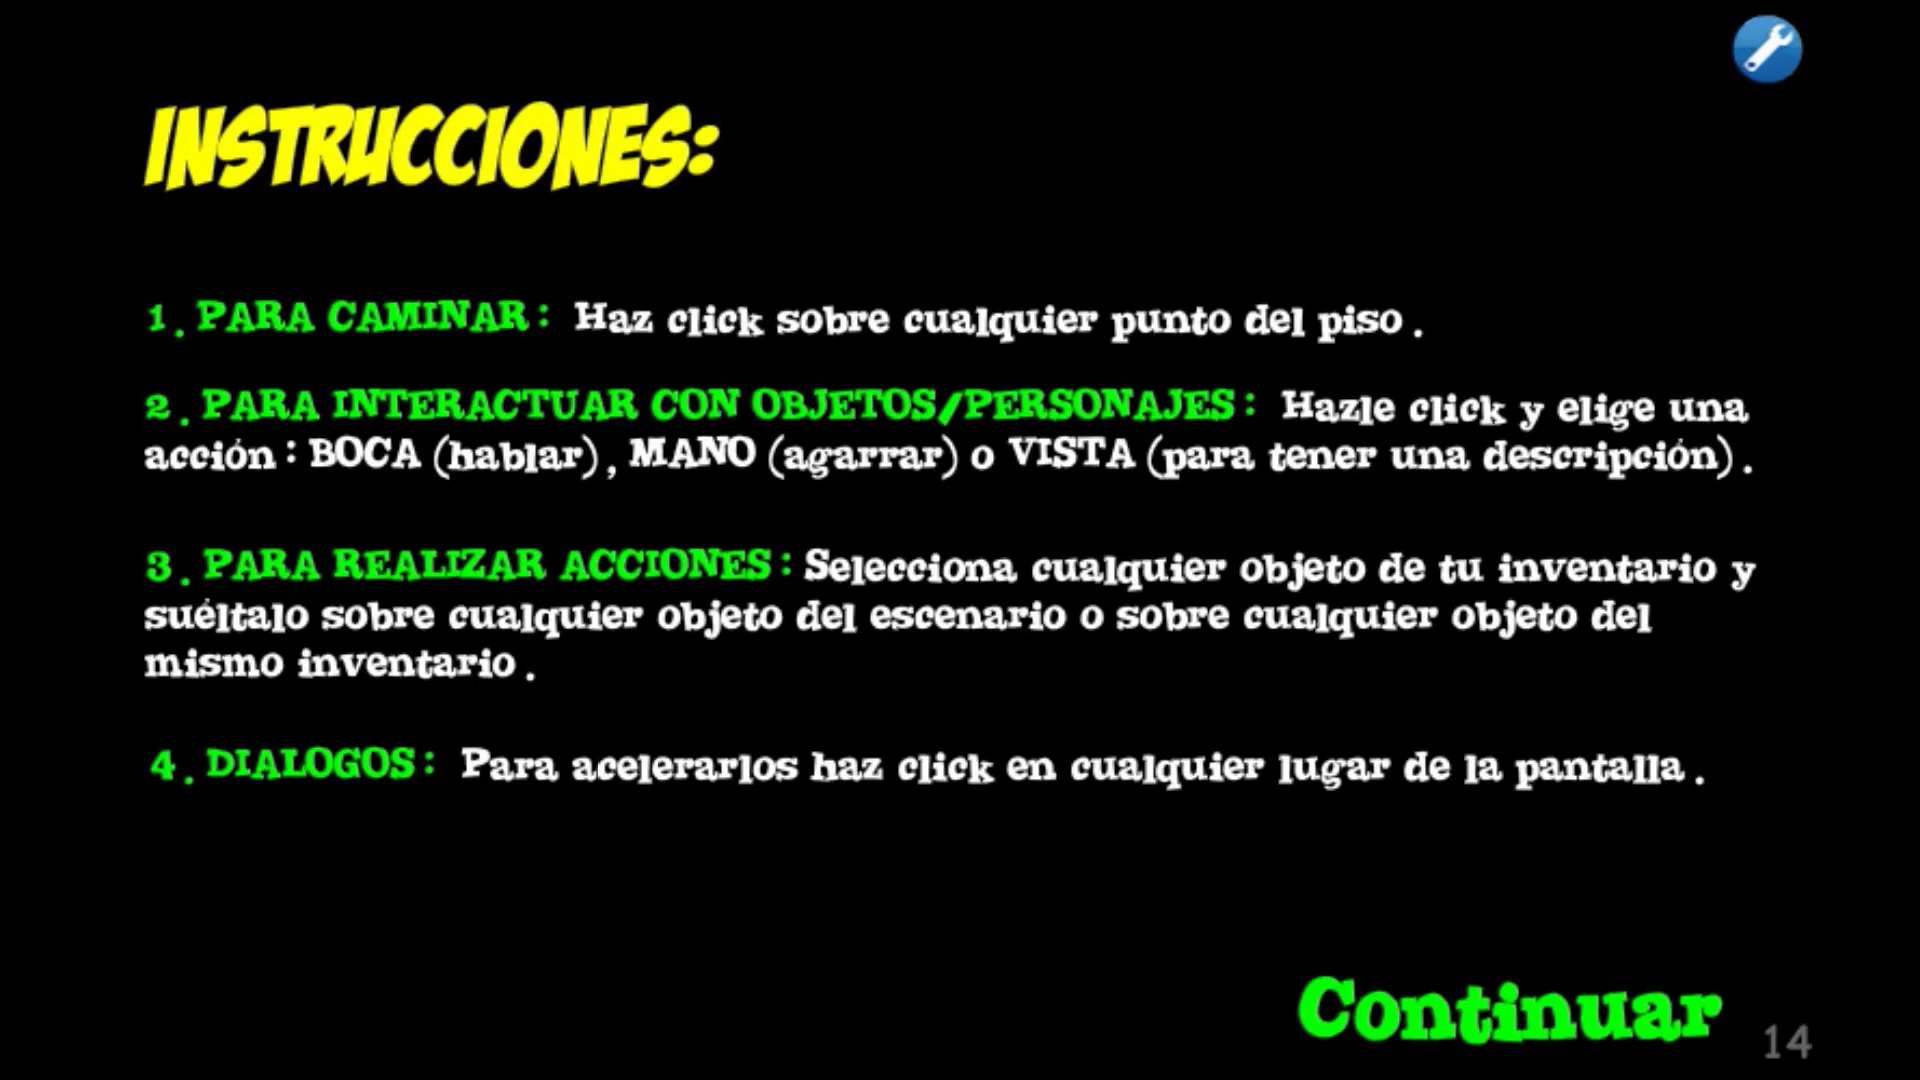 INSTRUCCIONES:
1. PARA CAMINAR: Haz click sobre cualquier punto del piso.
2. PARA INTERACTUAR CON OBJETOS/PERSONAJES: Hazle click y elige una
acción: BOCA (hablar), MANO (agarrar) o VISTA (para tener una descripción).
3. PARA REALIZAR ACCIONES: Selecciona cualquier objeto de tu inventario y
suéltalo sobre cualquier objeto del escenario o sobre cualquier objeto del
mismo inventario.
4. DIALOGOS: Para acelerarlos haz click en cualquier lugar de la pantalla.
Continuar
14